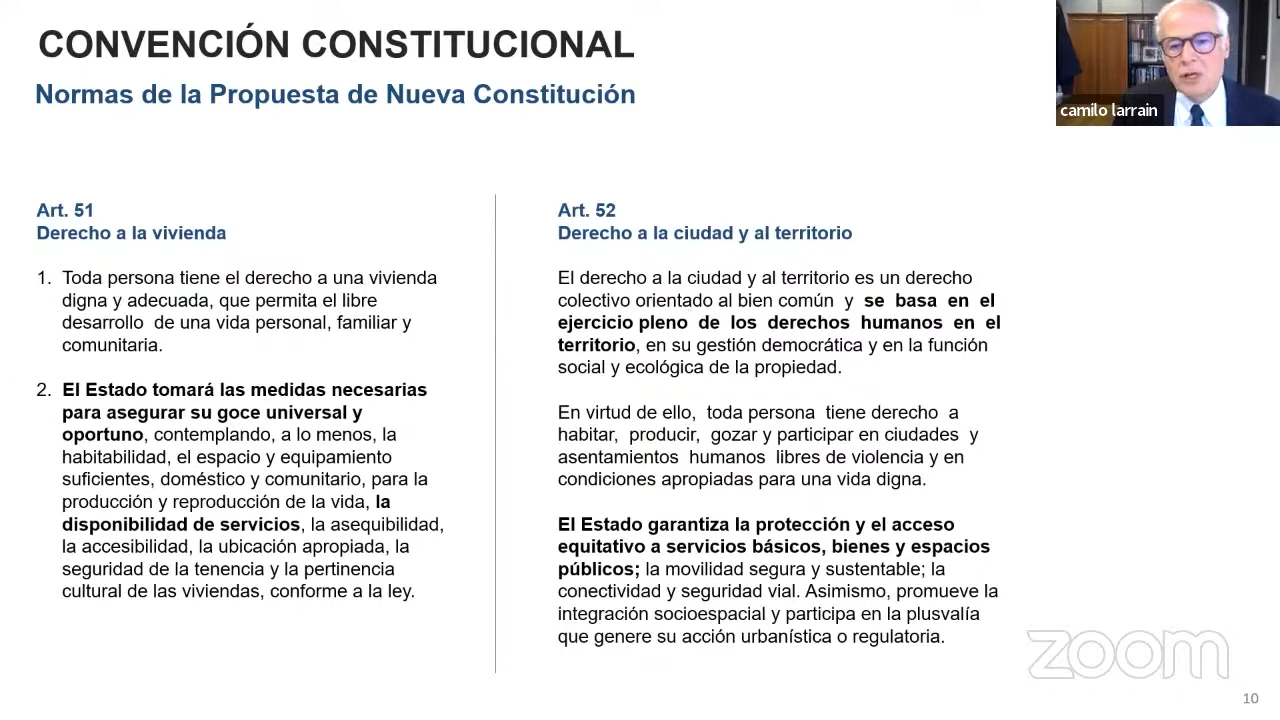 CONVENCIÓN CONSTITUCIONAL
Normas de la Propuesta de Nueva Constitución
camilo larrain
Art. 51
Derecho a la vivienda
1. Toda persona tiene el derecho a una vivienda
digna y adecuada, que permita el libre
desarrollo de una vida personal, familiar y
comunitaria.
2. El Estado tomará las medidas necesarias
para asegurar su goce universal y
oportuno, contemplando, a lo menos, la
habitabilidad, el espacio y equipamiento
suficientes, doméstico y comunitario, para la
producción y reproducción de la vida, la
disponibilidad de servicios, la asequibilidad,
la accesibilidad, la ubicación apropiada, la
seguridad de la tenencia y la pertinencia
cultural de las viviendas, conforme a la ley.
Art. 52
Derecho a la ciudad y al territorio
El derecho a la ciudad y al territorio es un derecho
colectivo orientado al bien común y se basa en el
ejercicio pleno de los derechos humanos en el
territorio, en su gestión democrática y en la función
social y ecológica de la propiedad.
En virtud de ello, toda persona tiene derecho a
habitar, producir, gozar y participar en ciudades y
asentamientos humanos libres de violencia y en
condiciones apropiadas para una vida digna.
El Estado garantiza la protección y el acceso
equitativo a servicios básicos, bienes y espacios
públicos; la movilidad segura y sustentable; la
conectividad y seguridad vial. Asimismo, promueve la
integración socioespacial y participa en la plusvalía
que genere su acción urbanística o regulatoria.
zoom
10